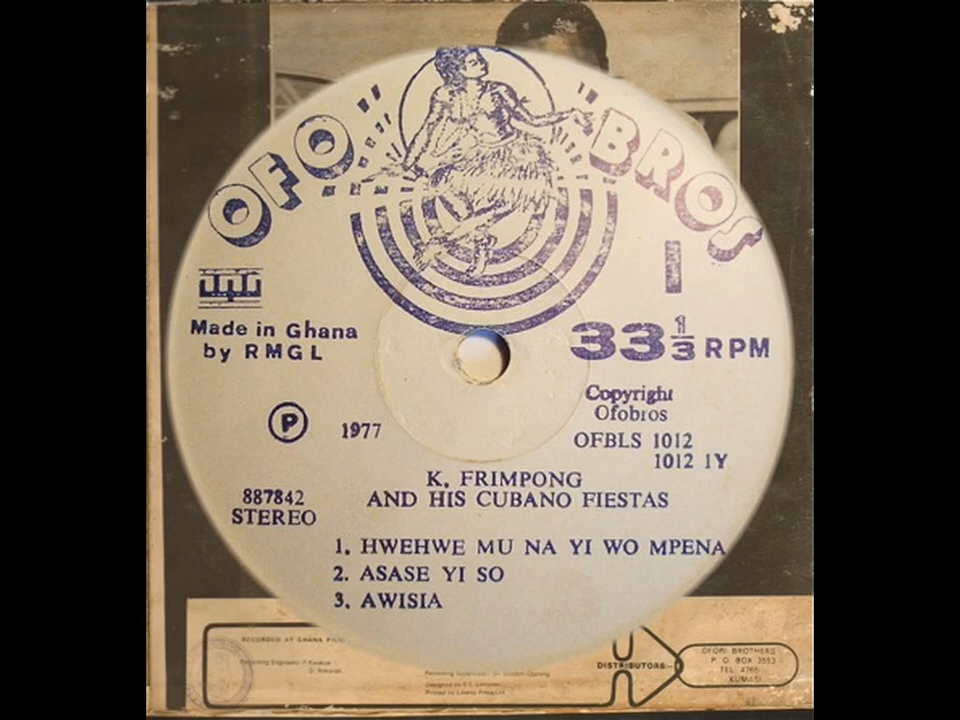 "OFO" "BROS
I
Made in Ghana
by RMGL
33 1/3 RPM
Copyright
Ofobros
P 1977
OFBLS 1012
1012 1Y
K. FRIMPONG
AND HIS CUBANO FIESTAS
887842
STEREO
1. HWEHWE MU NA YI WO MPENA
2. ASASE YI SO
3. AWISIA
RECORDED AT GHANA
DISTRIBUTORS
OFORI BROTHERS
P. O. BOX 3553
TEL. 4765
KUMASI